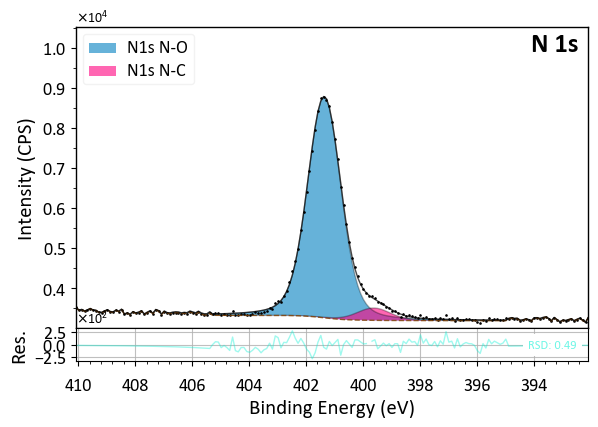 ×10⁴
N 1s
N1s N-O
N1s N-C
Intensity (CPS)
1.0
0.9
0.8
0.7
0.6
0.5
0.4
×10²
Res.
2.5
0.0
−2.5
RSD: 0.49
410 408 406 404 402 400 398 396 394
Binding Energy (eV)